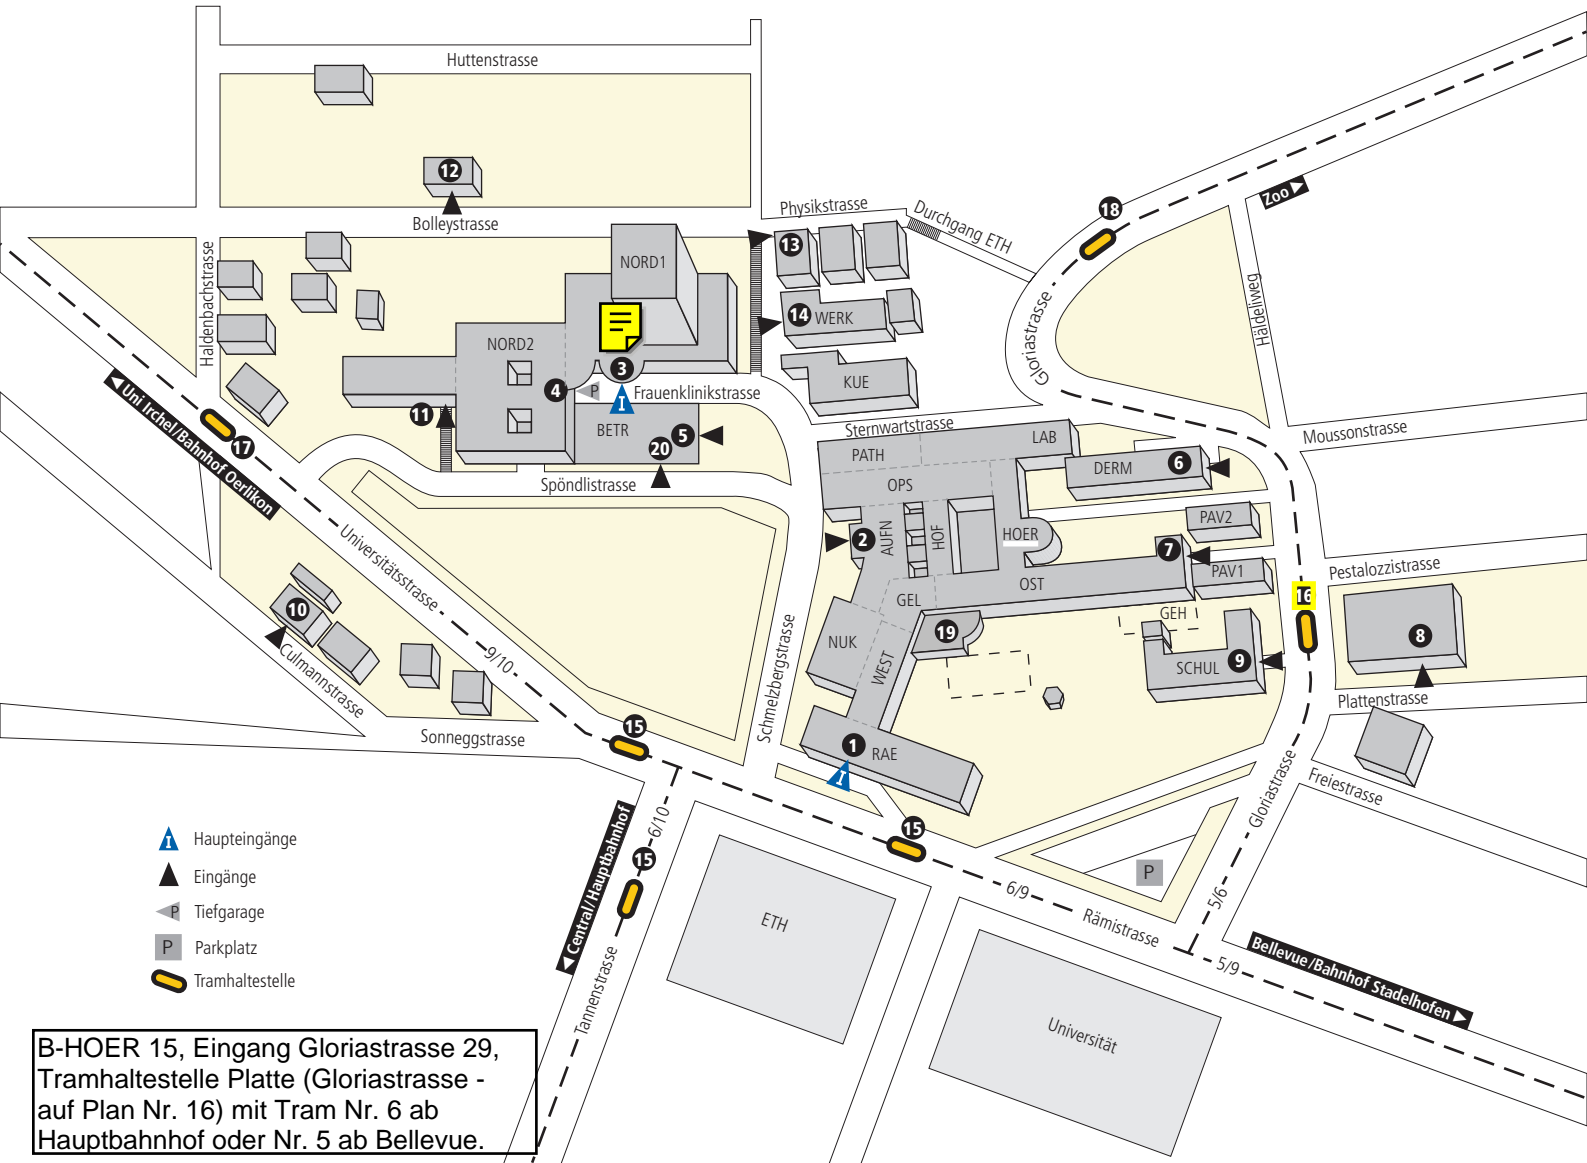 Huttenstrasse
12
Bolleystrasse
Physikstrasse
Durchgang ETH
18
Zoo
Haldenbachstrasse
NORD1
13
Gloriastrasse
Häldeliweg
14 WERK
NORD2
3
4
P
Frauenklinikstrasse
KUE
I
11
BETR
5
20
Sternwartstrasse
Moussonstrasse
Uni Irchel/Bahnhof Oerlikon
17
PATH
LAB
DERM
6
Spöndlistrasse
OPS
PAV2
2
AUFN
HOF
HOER
7
Universitätsstrasse
OST
PAV1
Pestalozzistrasse
GEL
16
10
GEH
19
8
NUK
WEST
SCHUL
9
9/10
Culmannstrasse
Schmelzbergstrasse
Plattenstrasse
Sonneggstrasse
15
1
RAE
I
Gloriastrasse
Freiestrasse
Central/Hauptbahnhof
6/10
15
15
P
6/9
5/6
Rämistrasse
ETH
5/9
Bellevue/Bahnhof Stadelhofen
Tannenstrasse
Universität
I Haupteingänge
Eingänge
P Tiefgarage
P Parkplatz
Tramhaltestelle
B-HOER 15, Eingang Gloriastrasse 29,
Tramhaltestelle Platte (Gloriastrasse -
auf Plan Nr. 16) mit Tram Nr. 6 ab
Hauptbahnhof oder Nr. 5 ab Bellevue.